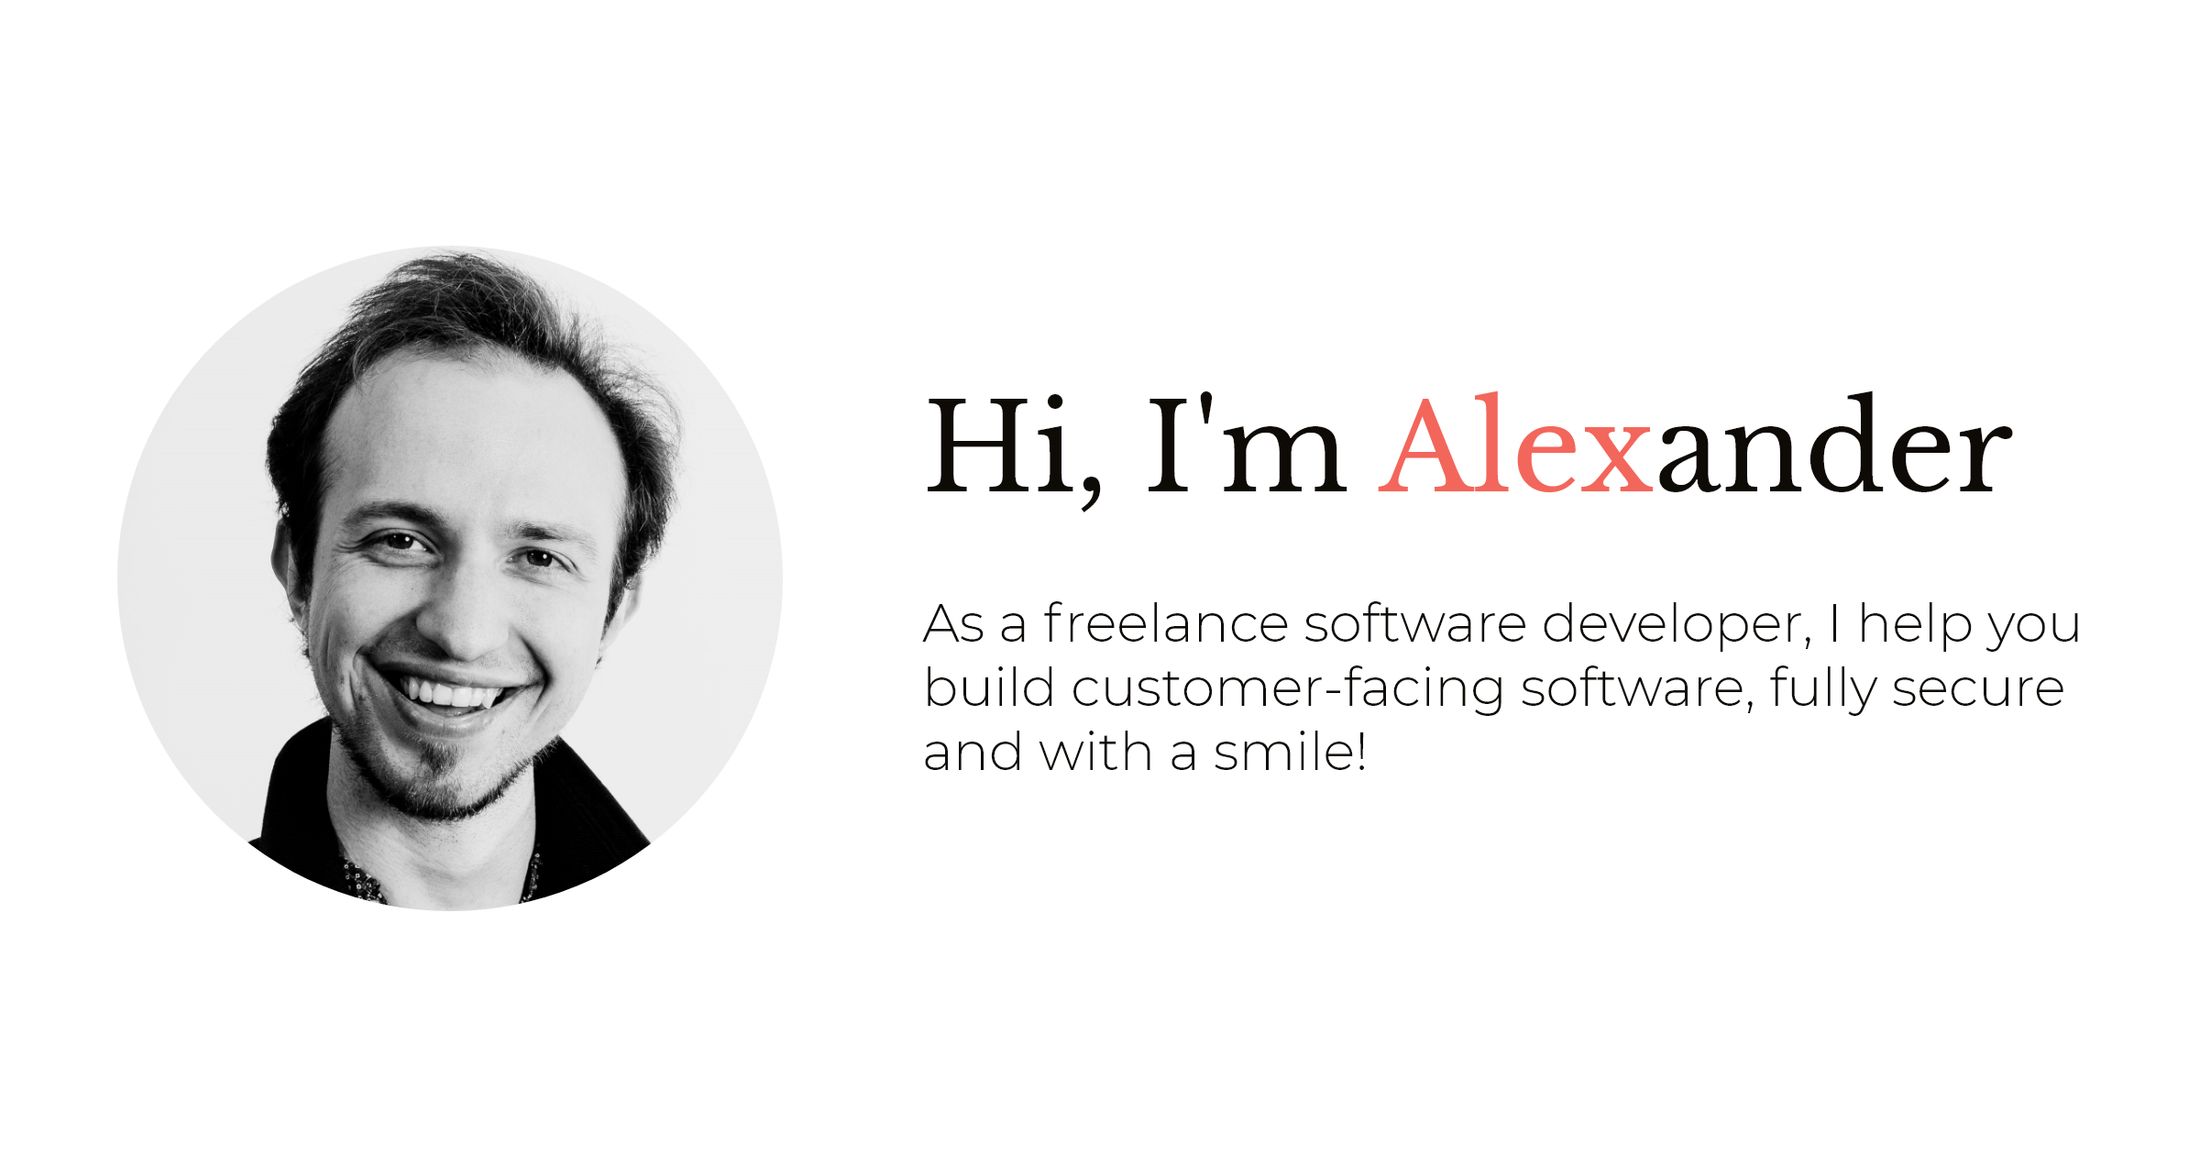 Hi, I'm Alexander
As a freelance software developer, I help you
build customer-facing software, fully secure
and with a smile!